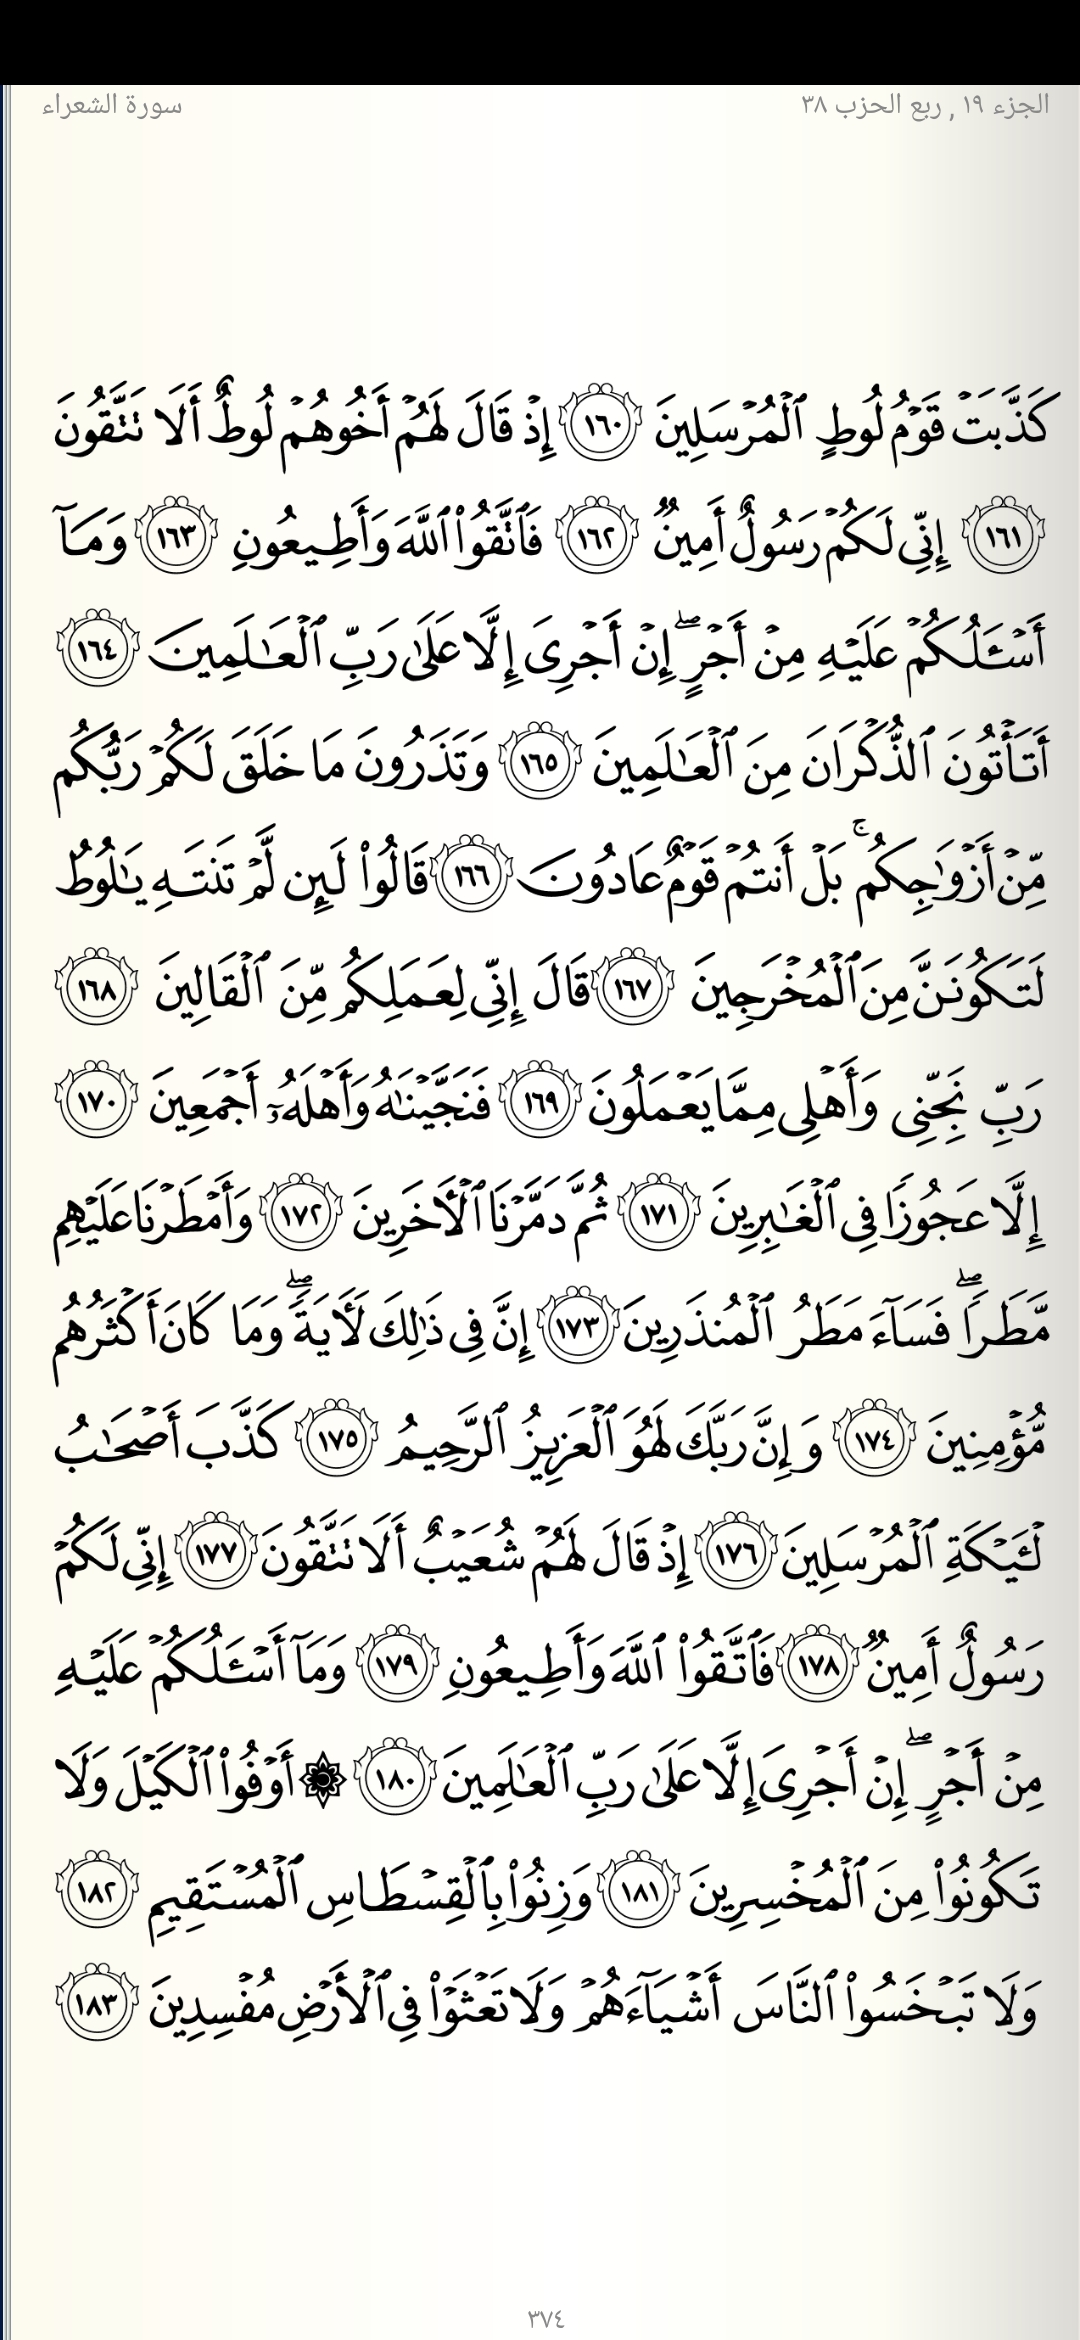 الجزء ١٩ , ربع الحزب ٣٨
سورة الشعراء
كَذَّبَتۡ قَوۡمُ لُوطٍ ٱلۡمُرۡسَلِينَ ١٦٠ إِذۡ قَالَ لَهُمۡ أَخُوهُمۡ لُوطٌ أَلَا تَتَّقُونَ
١٦١ إِنِّي لَكُمۡ رَسُولٌ أَمِينٞ ١٦٢ فَٱتَّقُواْ ٱللَّهَ وَأَطِيعُونِ ١٦٣ وَمَآ
أَسۡـَٔلُكُمۡ عَلَيۡهِ مِنۡ أَجۡرٍۖ إِنۡ أَجۡرِيَ إِلَّا عَلَىٰ رَبِّ ٱلۡعَٰلَمِينَ ١٦٤
أَتَأۡتُونَ ٱلذُّكۡرَانَ مِنَ ٱلۡعَٰلَمِينَ ١٦٥ وَتَذَرُونَ مَا خَلَقَ لَكُمۡ رَبُّكُم
مِّنۡ أَزۡوَٰجِكُمۚ بَلۡ أَنتُمۡ قَوۡمٌ عَادُونَ ١٦٦ قَالُواْ لَئِن لَّمۡ تَنتَهِ يَٰلُوطُ
لَتَكُونَنَّ مِنَ ٱلۡمُخۡرَجِينَ ١٦٧ قَالَ إِنِّي لِعَمَلِكُم مِّنَ ٱلۡقَالِينَ ١٦٨
رَبِّ نَجِّنِي وَأَهۡلِي مِمَّا يَعۡمَلُونَ ١٦٩ فَنَجَّيۡنَٰهُ وَأَهۡلَهُۥٓ أَجۡمَعِينَ ١٧٠
إِلَّا عَجُوزٗا فِي ٱلۡغَٰبِرِينَ ١٧١ ثُمَّ دَمَّرۡنَا ٱلۡأٓخَرِينَ ١٧٢ وَأَمۡطَرۡنَا عَلَيۡهِم
مَّطَرٗاۖ فَسَآءَ مَطَرُ ٱلۡمُنذَرِينَ ١٧٣ إِنَّ فِي ذَٰلِكَ لَأٓيَةٗۖ وَمَا كَانَ أَكۡثَرُهُم
مُّؤۡمِنِينَ ١٧٤ وَإِنَّ رَبَّكَ لَهُوَ ٱلۡعَزِيزُ ٱلرَّحِيمُ ١٧٥ كَذَّبَ أَصۡحَٰبُ
لۡـَٔيۡكَةِ ٱلۡمُرۡسَلِينَ ١٧٦ إِذۡ قَالَ لَهُمۡ شُعَيۡبٌ أَلَا تَتَّقُونَ ١٧٧ إِنِّي لَكُمۡ
رَسُولٌ أَمِينٞ ١٧٨ فَٱتَّقُواْ ٱللَّهَ وَأَطِيعُونِ ١٧٩ وَمَآ أَسۡـَٔلُكُمۡ عَلَيۡهِ
مِنۡ أَجۡرٍۖ إِنۡ أَجۡرِيَ إِلَّا عَلَىٰ رَبِّ ٱلۡعَٰلَمِينَ ١٨٠ ۞ أَوۡفُواْ ٱلۡكَيۡلَ وَلَا
تَكُونُواْ مِنَ ٱلۡمُخۡسِرِينَ ١٨١ وَزِنُواْ بِٱلۡقِسۡطَاسِ ٱلۡمُسۡتَقِيمِ ١٨٢
وَلَا تَبۡخَسُواْ ٱلنَّاسَ أَشۡيَآءَهُمۡ وَلَا تَعۡثَوۡاْ فِي ٱلۡأَرۡضِ مُفۡسِدِينَ ١٨٣
٣٧٤